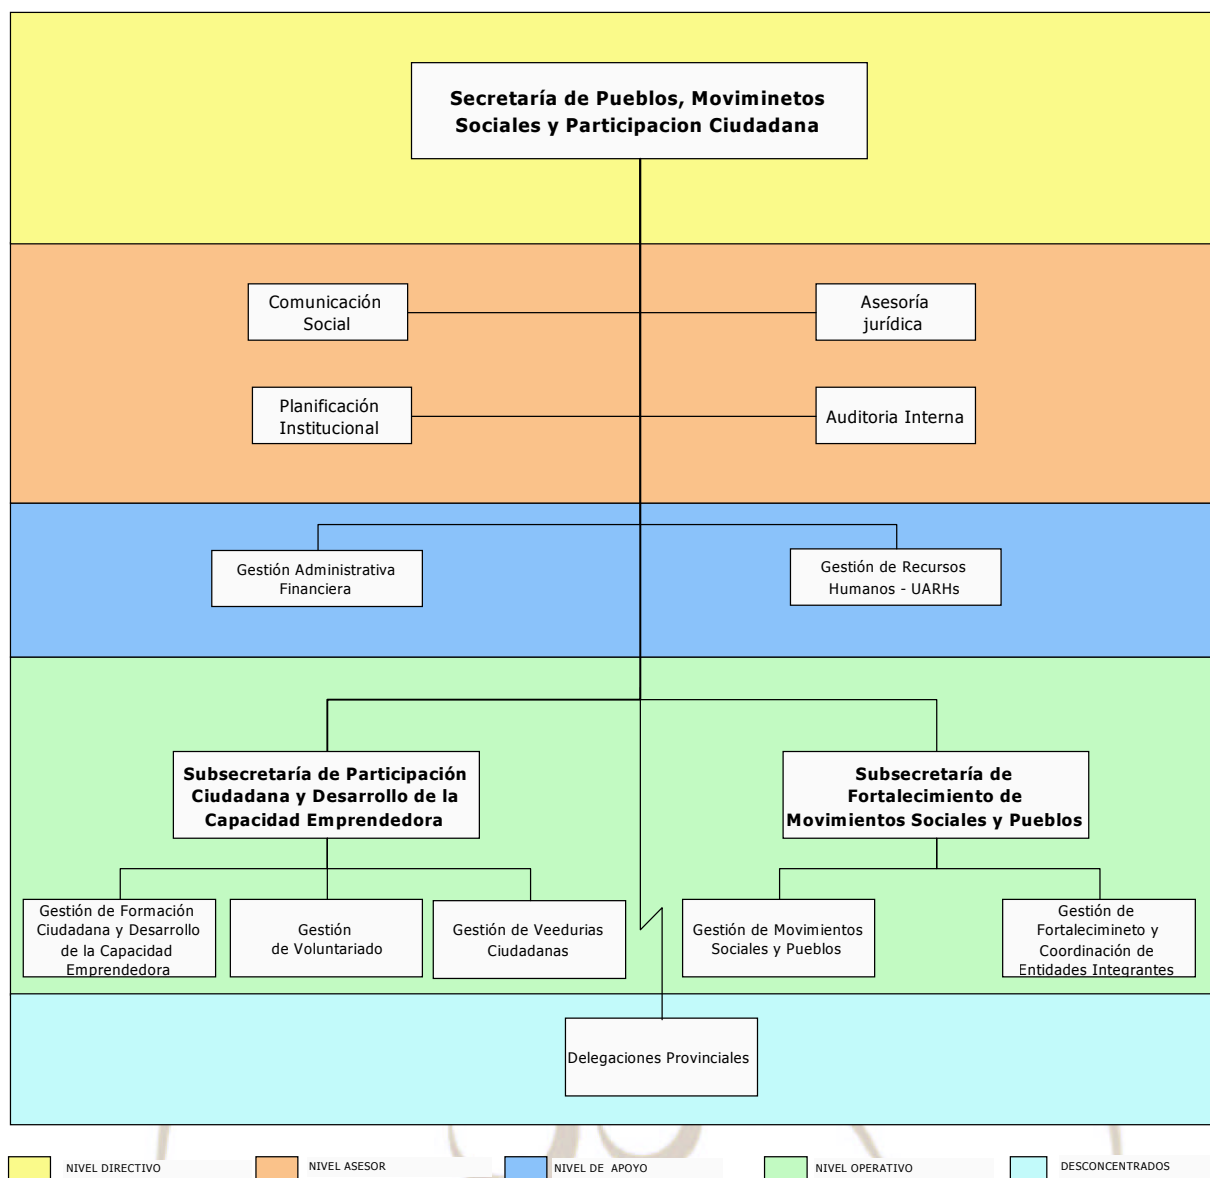 Secretaría de Pueblos, Moviminetos
Sociales y Participacion Ciudadana
Comunicación
Social
Asesoría
jurídica
Planificación
Institucional
Auditoria Interna
Gestión Administrativa
Financiera
Gestión de Recursos
Humanos - UARHs
Subsecretaría de Participación
Ciudadana y Desarrollo de la
Capacidad Emprendedora
Subsecretaría de
Fortalecimiento de
Movimientos Sociales y Pueblos
Gestión de Formación
Ciudadana y Desarrollo
de la Capacidad
Emprendedora
Gestión
de Voluntariado
Gestión de Veedurias
Ciudadanas
Gestión de Movimientos
Sociales y Pueblos
Gestión de
Fortalecimineto y
Coordinación de
Entidades Integrantes
Delegaciones Provinciales
NIVEL DIRECTIVO
NIVEL ASESOR
NIVEL DE APOYO
NIVEL OPERATIVO
DESCONCENTRADOS